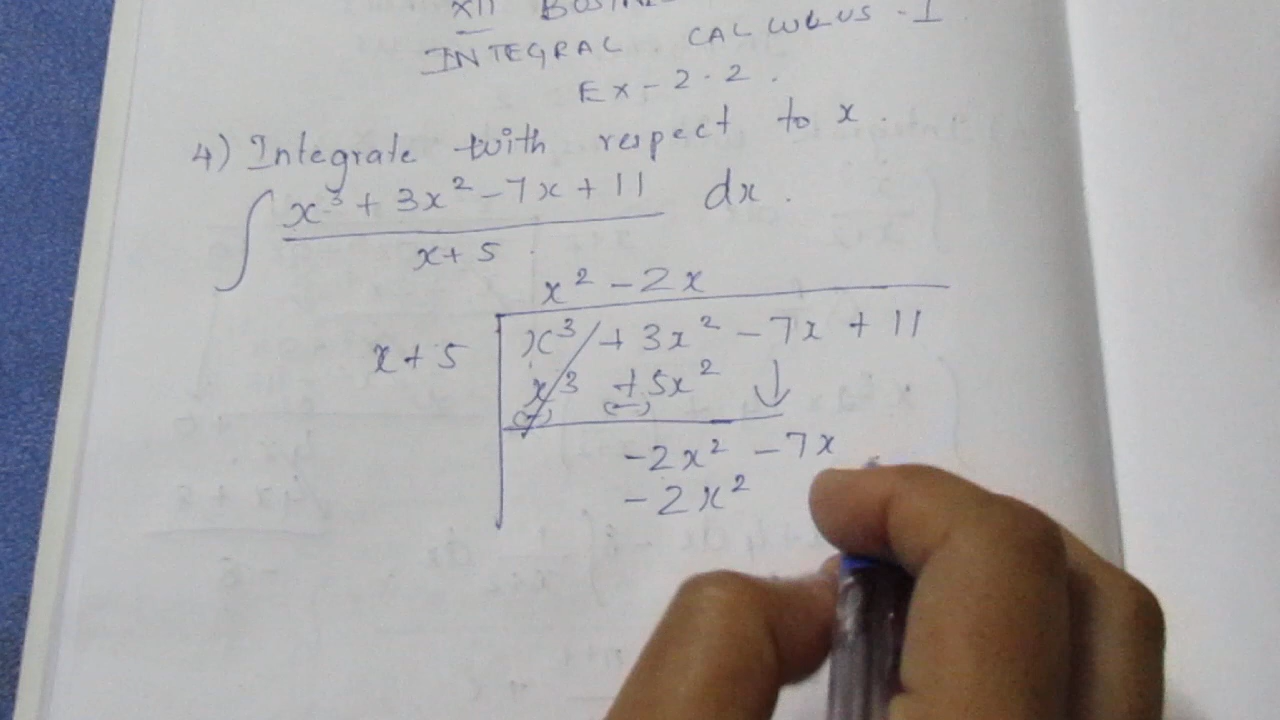 XII
INTEGRAL CALCULUS - I
EX - 2.2.
4) Integrate with respect to x.
∫ x³ + 3x² - 7x + 11 dx.
x + 5
x² - 2x
x + 5 x³ + 3x² - 7x + 11
x³ + 5x² ↓
(-) (-)
-2x² - 7x
-2x²